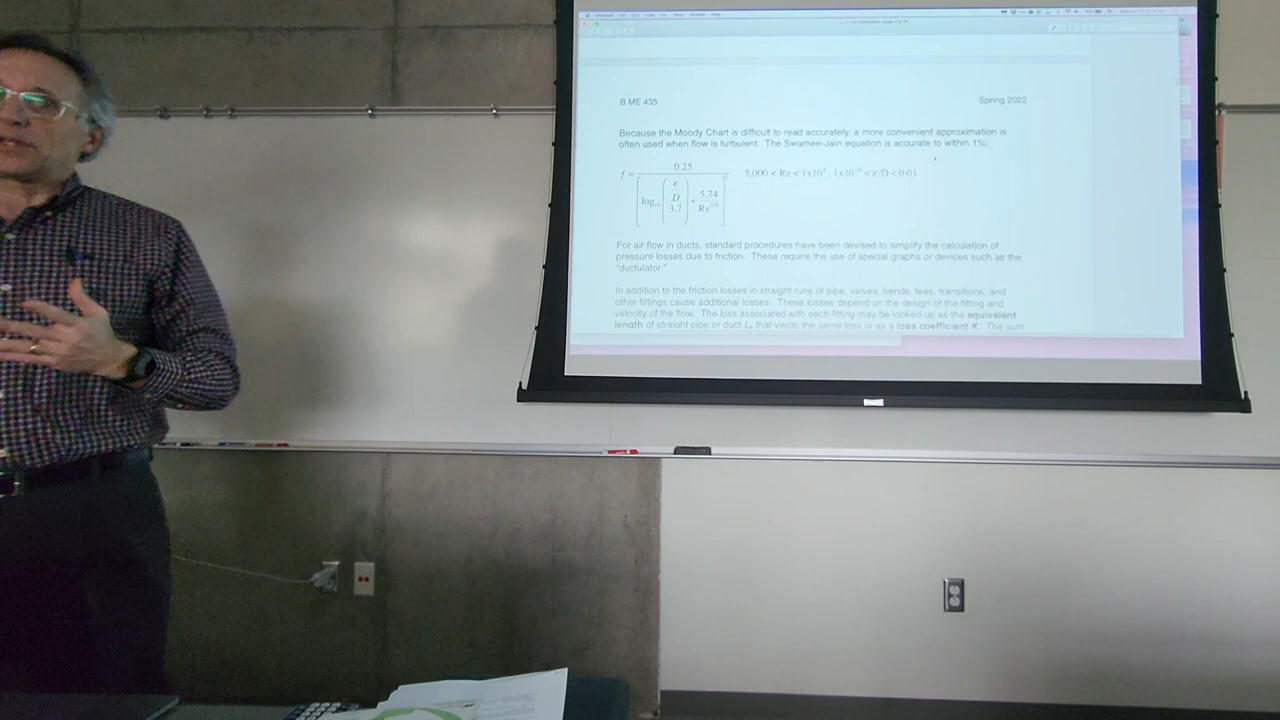 B ME 435
Spring 2022
Because the Moody Chart is difficult to read accurately, a more convenient approximation is
often used when flow is turbulent. The Swamee-Jain equation is accurate to within 1%.
f = 0.25 / [log₁₀ (ε/D / 3.7) + 5.74 / Re⁰·⁹]
5,000 < Re < 1x10⁸, 1x10⁻⁶ < ε/D < 0.01
For air flow in ducts, standard procedures have been devised to simplify the calculation of
pressure losses due to friction. These require the use of special graphs or devices such as the
"ductulator."
In addition to the friction losses in straight runs of pipe, valves, bends, tees, transitions, and
other fittings cause additional losses. These losses depend on the design of the fitting and
velocity of the flow. The loss associated with each fitting may be looked up as the equivalent
length of straight pipe or duct Lₑ that yields the same loss or as a loss coefficient K. The sum